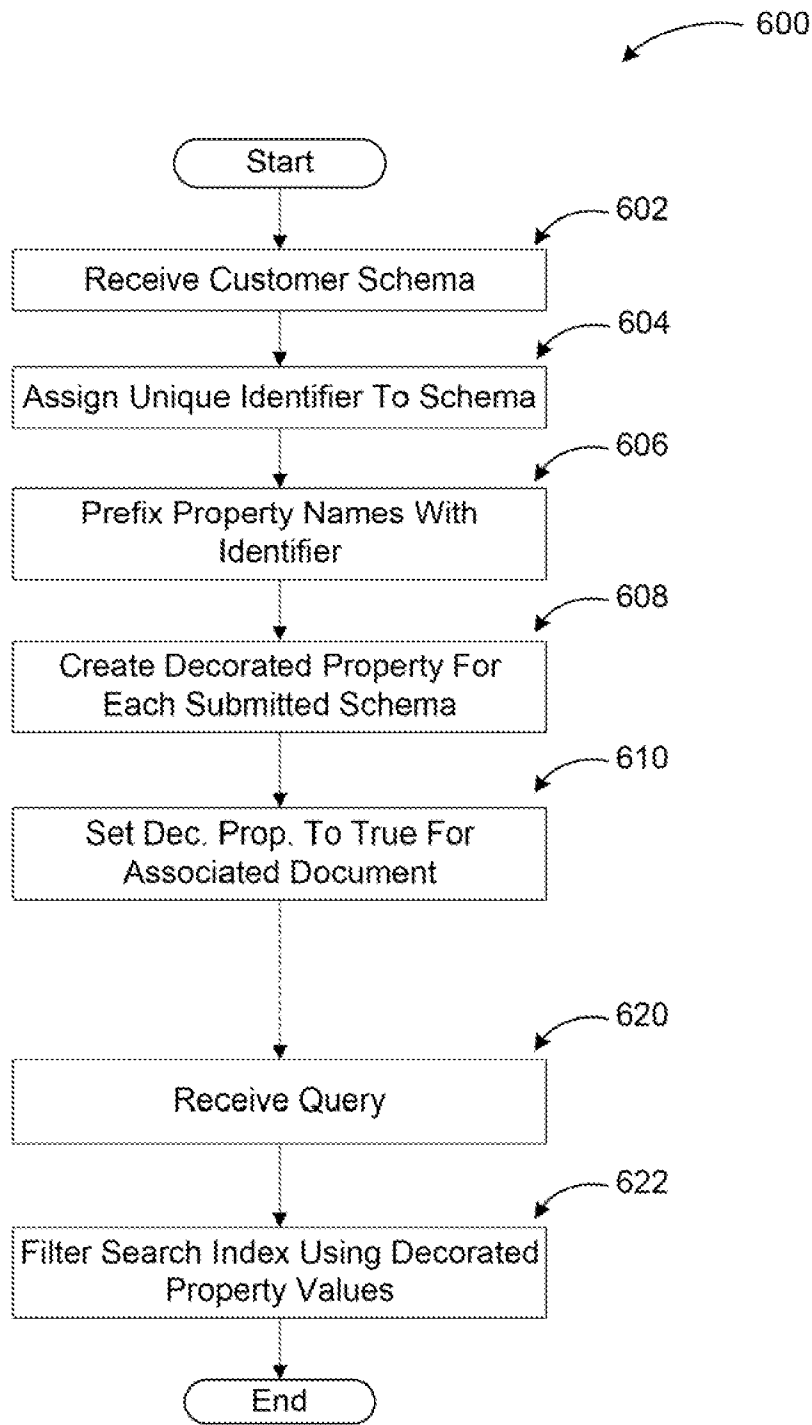 600
Start
602
Receive Customer Schema
604
Assign Unique Identifier To Schema
606
Prefix Property Names With
Identifier
608
Create Decorated Property For
Each Submitted Schema
610
Set Dec. Prop. To True For
Associated Document
620
Receive Query
622
Filter Search Index Using Decorated
Property Values
End